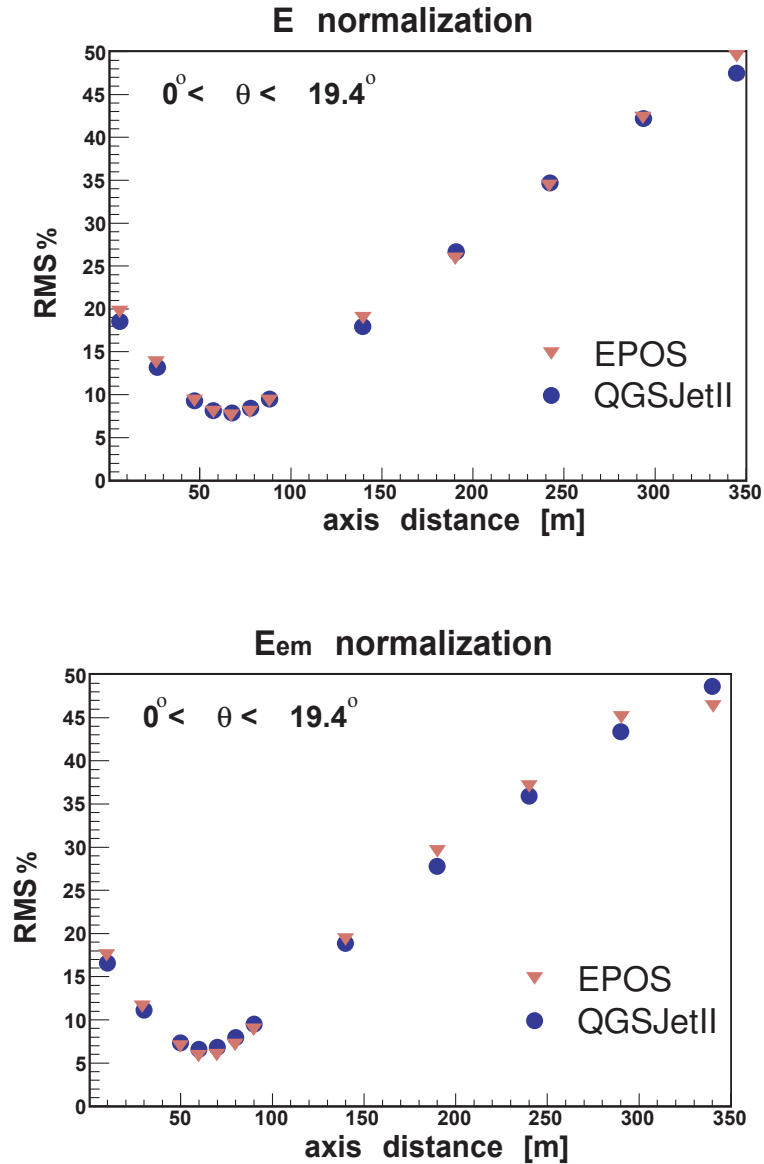 E normalization
0° < θ < 19.4°
RMS %
50
45
40
35
30
25
20
15
10
5
0
EPOS
QGSJetII
50 100 150 200 250 300 350
axis distance [m]
Eem normalization
0° < θ < 19.4°
RMS %
50
45
40
35
30
25
20
15
10
5
0
EPOS
QGSJetII
50 100 150 200 250 300 350
axis distance [m]